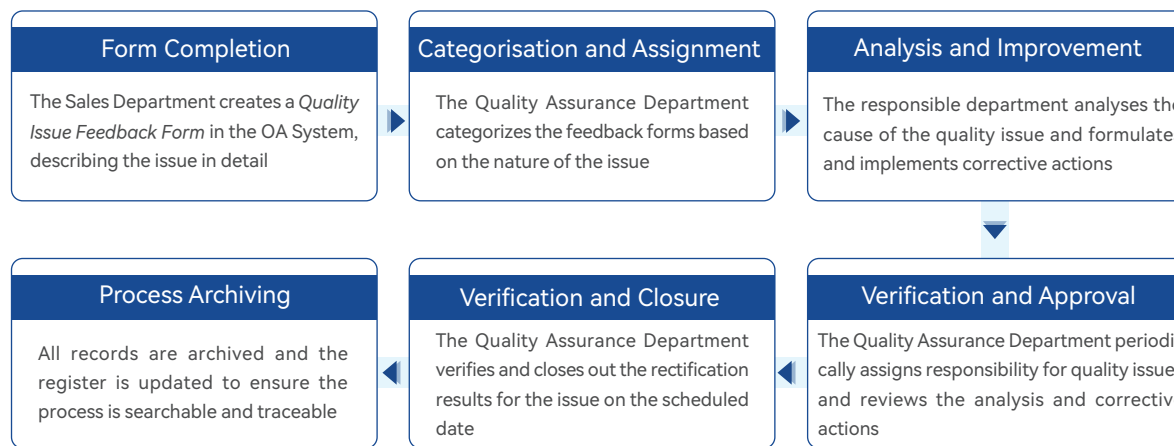 Form Completion
The Sales Department creates a Quality
Issue Feedback Form in the OA System,
describing the issue in detail
Categorisation and Assignment
The Quality Assurance Department
categorizes the feedback forms based
on the nature of the issue
Analysis and Improvement
The responsible department analyses the
cause of the quality issue and formulate
and implements corrective actions
Verification and Approval
The Quality Assurance Department periodi
cally assigns responsibility for quality issue
and reviews the analysis and correctiv
actions
Verification and Closure
The Quality Assurance Department
verifies and closes out the rectification
results for the issue on the scheduled
date
Process Archiving
All records are archived and the
register is updated to ensure the
process is searchable and traceable